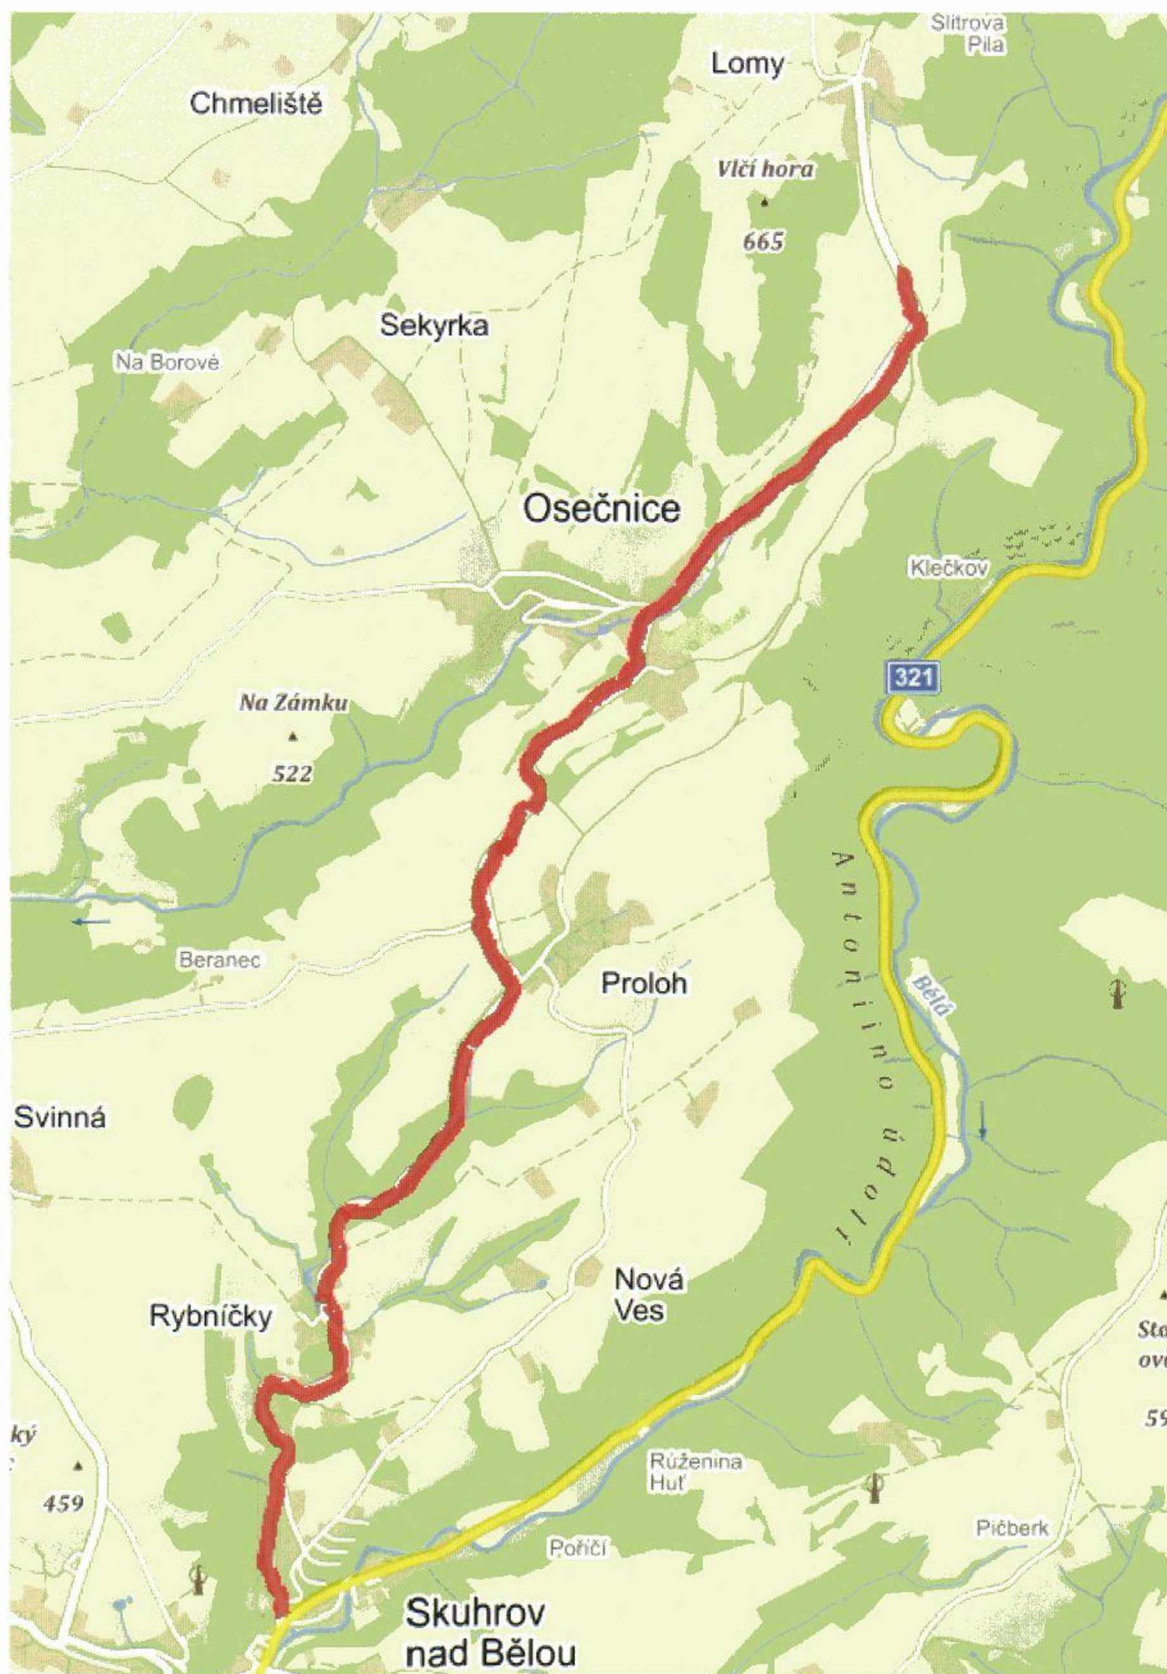 Slitrova
Pila
Lomy
Chmeliště
Vlčí hora
665
Sekyrka
Na Borové
Osečnice
Klečkov
321
Na Zámku
522
Antoniino údolí
Beranec
Proloh
Bělá
Svinná
Nová
Ves
Rybníčky
ký
459
Růženina
Huť
Pičberk
Poříčí
Skuhrov
nad Bělou